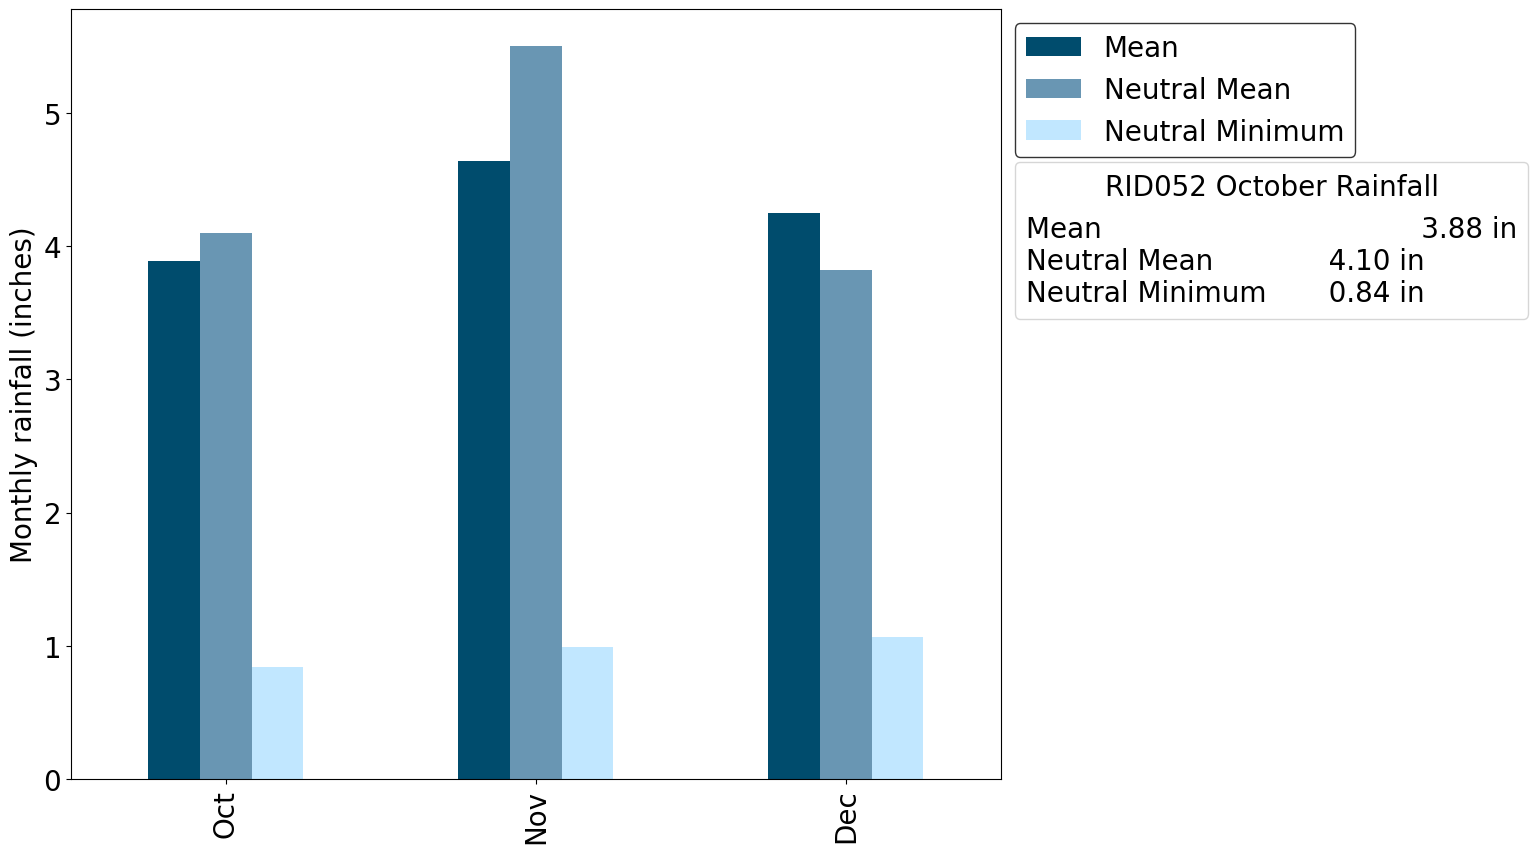 Monthly rainfall (inches)
5
4
3
2
1
0
Oct
Nov
Dec
Mean
Neutral Mean
Neutral Minimum
RID052 October Rainfall
Mean 3.88 in
Neutral Mean 4.10 in
Neutral Minimum 0.84 in